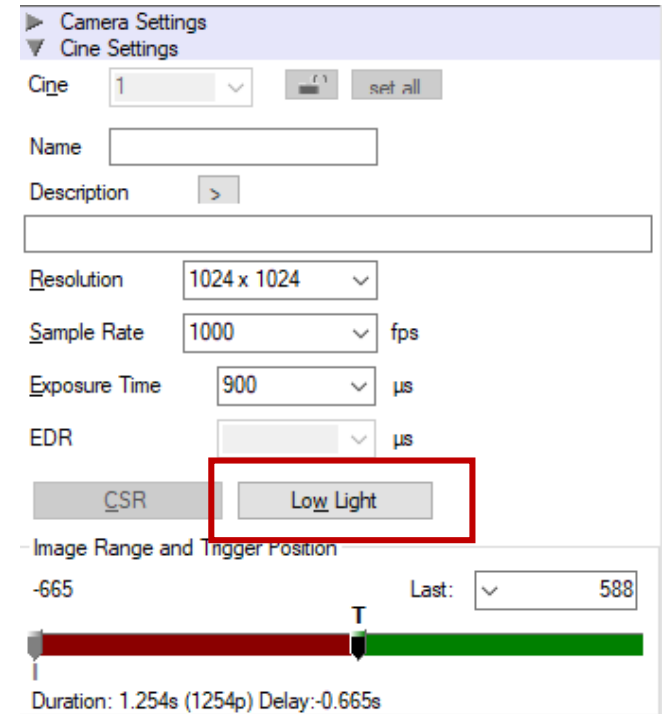 Camera Settings
Cine Settings
Cine 1 set all
Name
Description >
Resolution 1024 x 1024
Sample Rate 1000 fps
Exposure Time 900 µs
EDR µs
CSR Low Light
Image Range and Trigger Position
-665 Last: 588
T
I
Duration: 1.254s (1254p) Delay:-0.665s